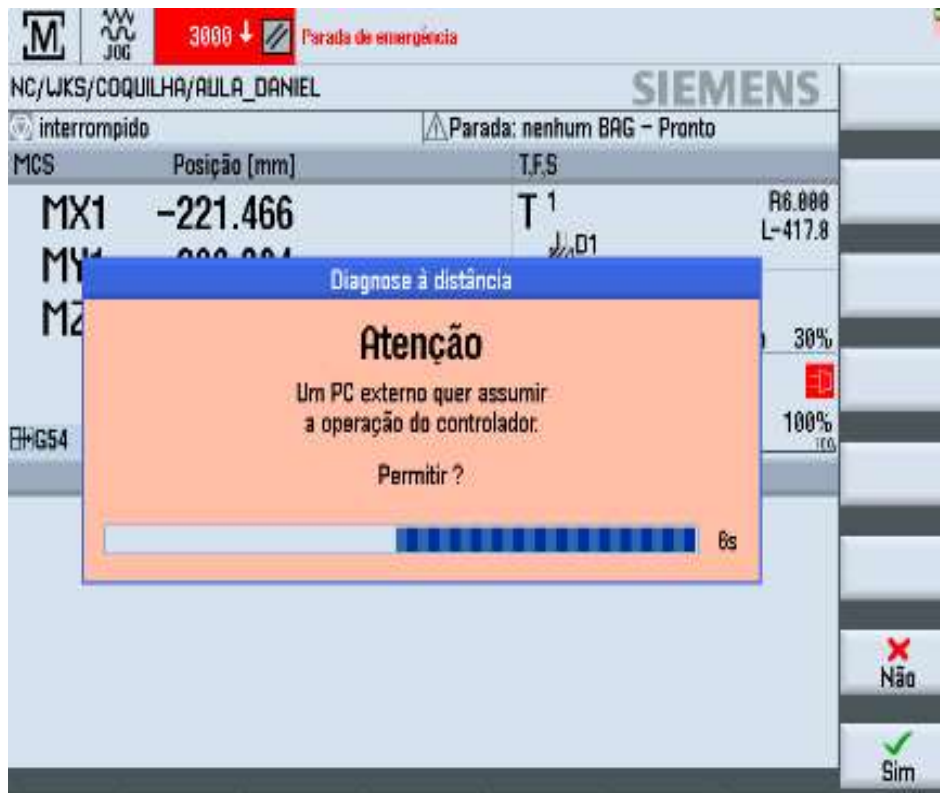 M
JOG
3000 ↓ Parada de emergência
NC/WKS/COQUILHA/AULA_DANIEL
SIEMENS
interrompido
Parada: nenhum BAG - Pronto
MCS Posição [mm] T,F,S
MX1 -221.466 T 1 R6.000
D1 L-417.8
MZ
30%
Diagnose à distância
Atenção
Um PC externo quer assumir
a operação do controlador.
Permitir ?
6s
G54
100%
Não
Sim